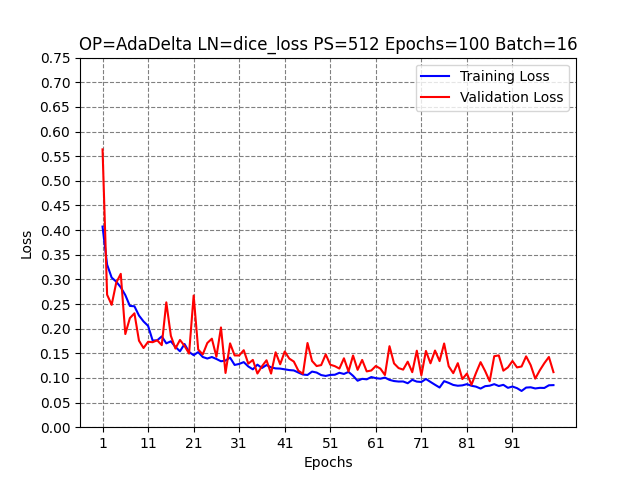 OP=AdaDelta LN=dice_loss PS=512 Epochs=100 Batch=16
Training Loss
Validation Loss
0.75
0.70
0.65
0.60
0.55
0.50
0.45
0.40
0.35
0.30
0.25
0.20
0.15
0.10
0.05
0.00
Loss
1 11 21 31 41 51 61 71 81 91
Epochs